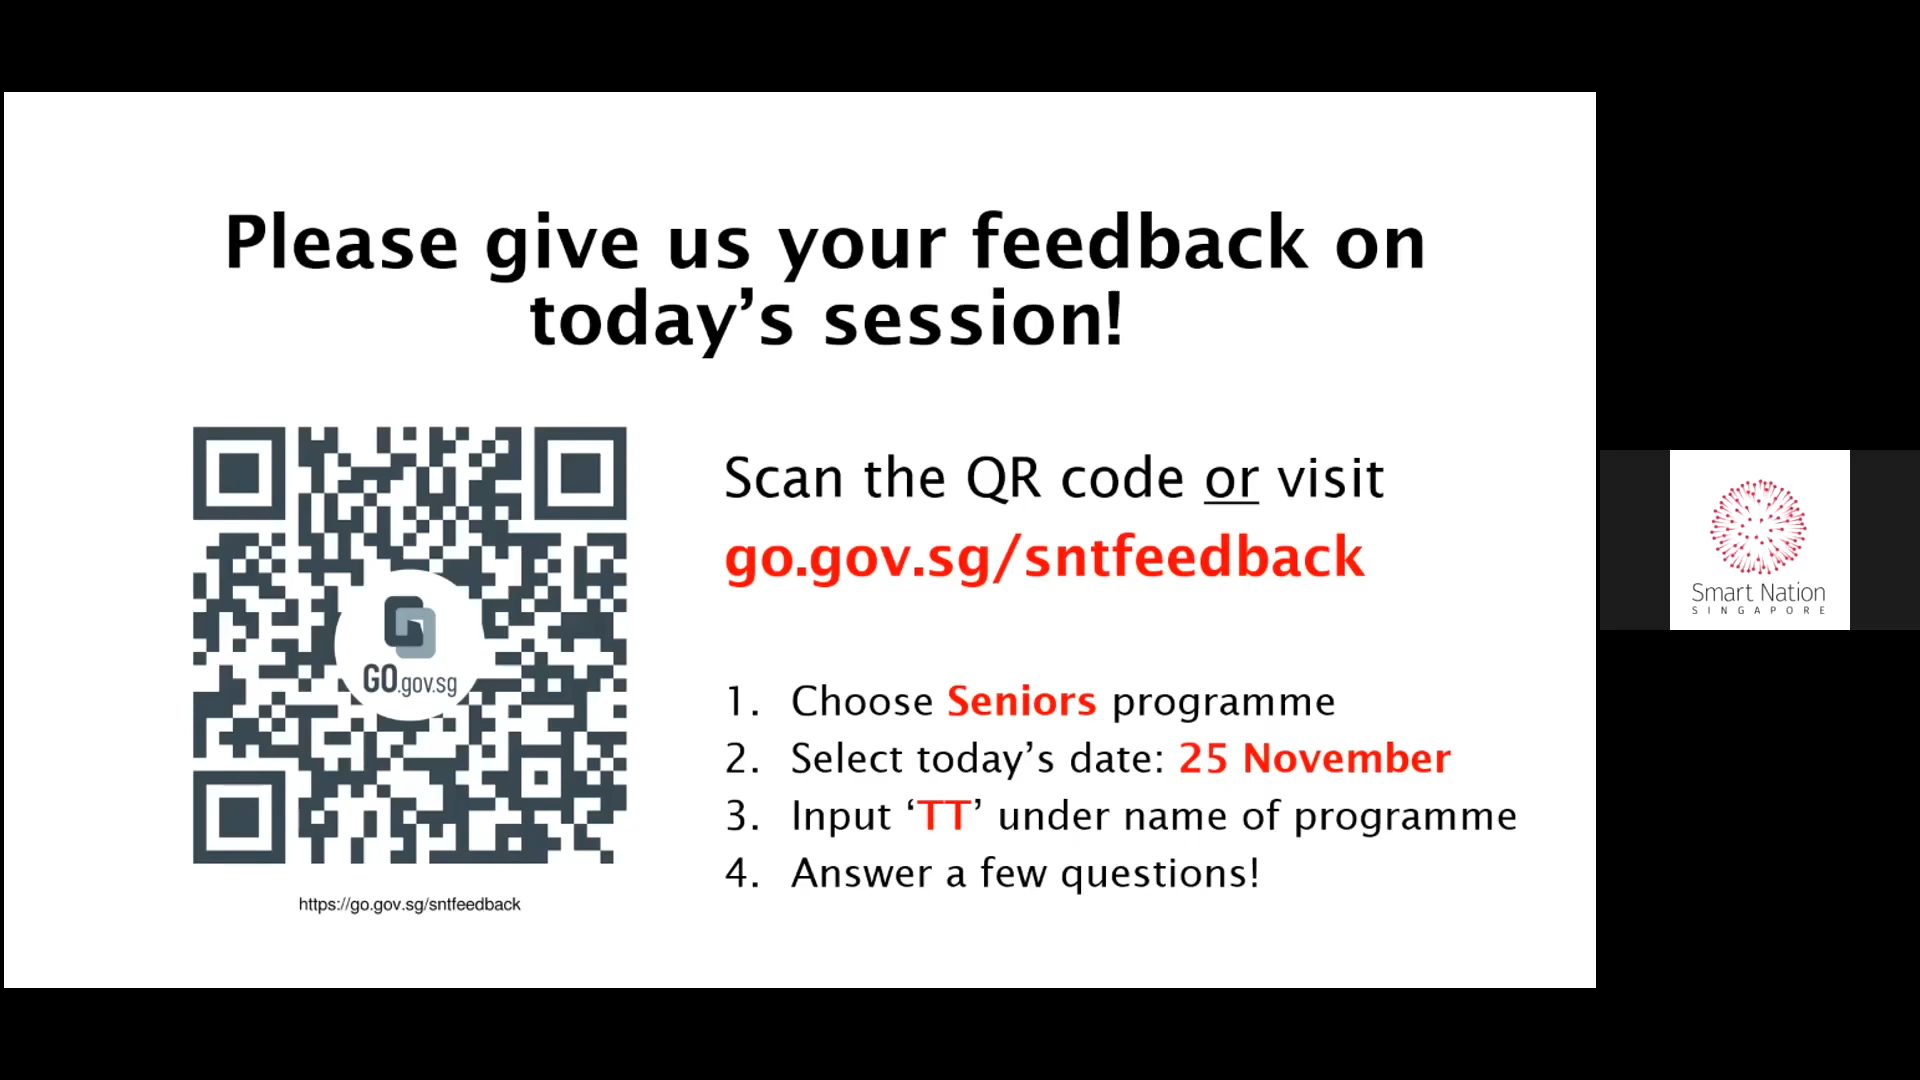 Please give us your feedback on
today’s session!
Scan the QR code or visit
go.gov.sg/sntfeedback
GO.gov.sg
https://go.gov.sg/sntfeedback
1. Choose Seniors programme
2. Select today’s date: 25 November
3. Input ‘TT’ under name of programme
4. Answer a few questions!
Smart Nation
SINGAPORE